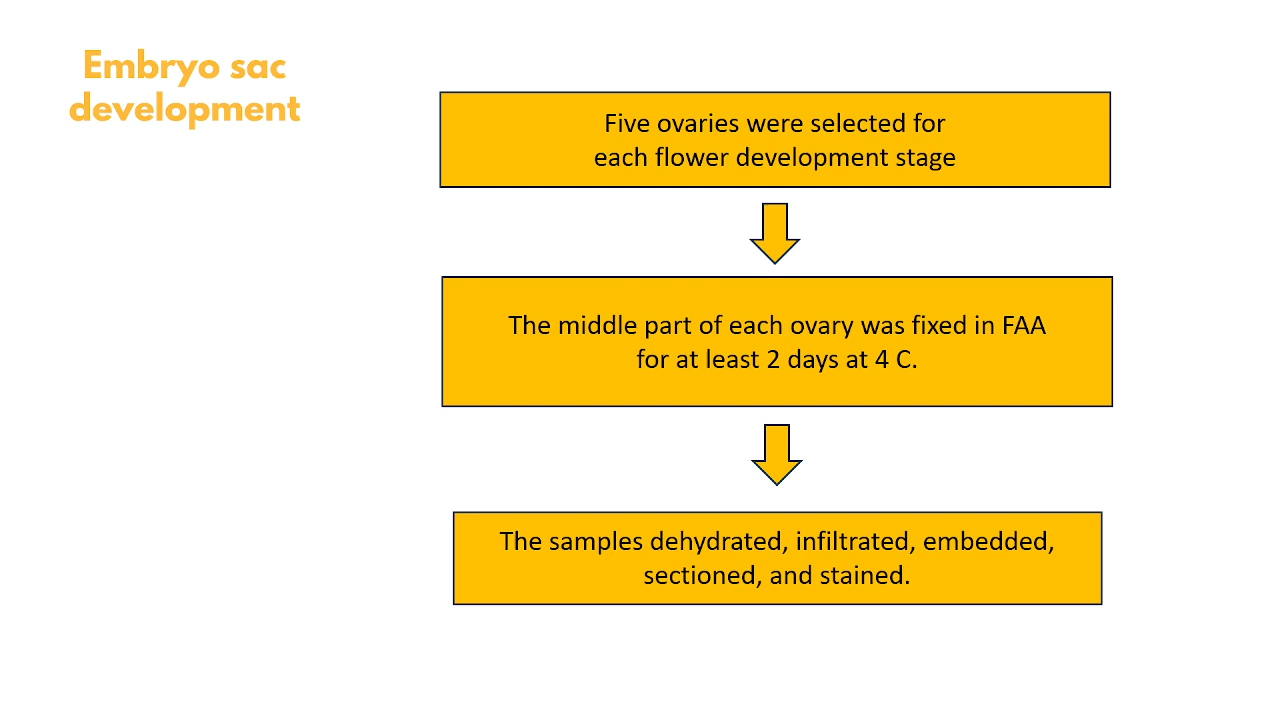 Embryo sac
development
Five ovaries were selected for
each flower development stage
The middle part of each ovary was fixed in FAA
for at least 2 days at 4 C.
The samples dehydrated, infiltrated, embedded,
sectioned, and stained.